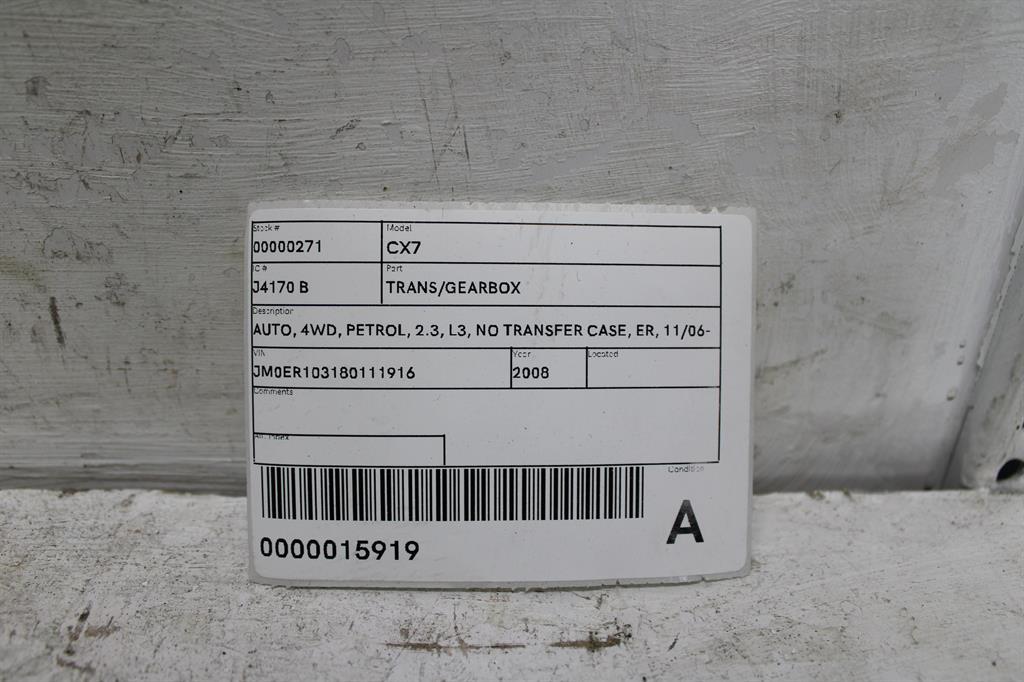 Stock # Model
00000271 CX7
IC # Part
J4170 B TRANS/GEARBOX
Description
AUTO, 4WD, PETROL, 2.3, L3, NO TRANSFER CASE, ER, 11/06-
VIN Year Located
JM0ER103180111916 2008
Comments
Index
Condition
A
0000015919